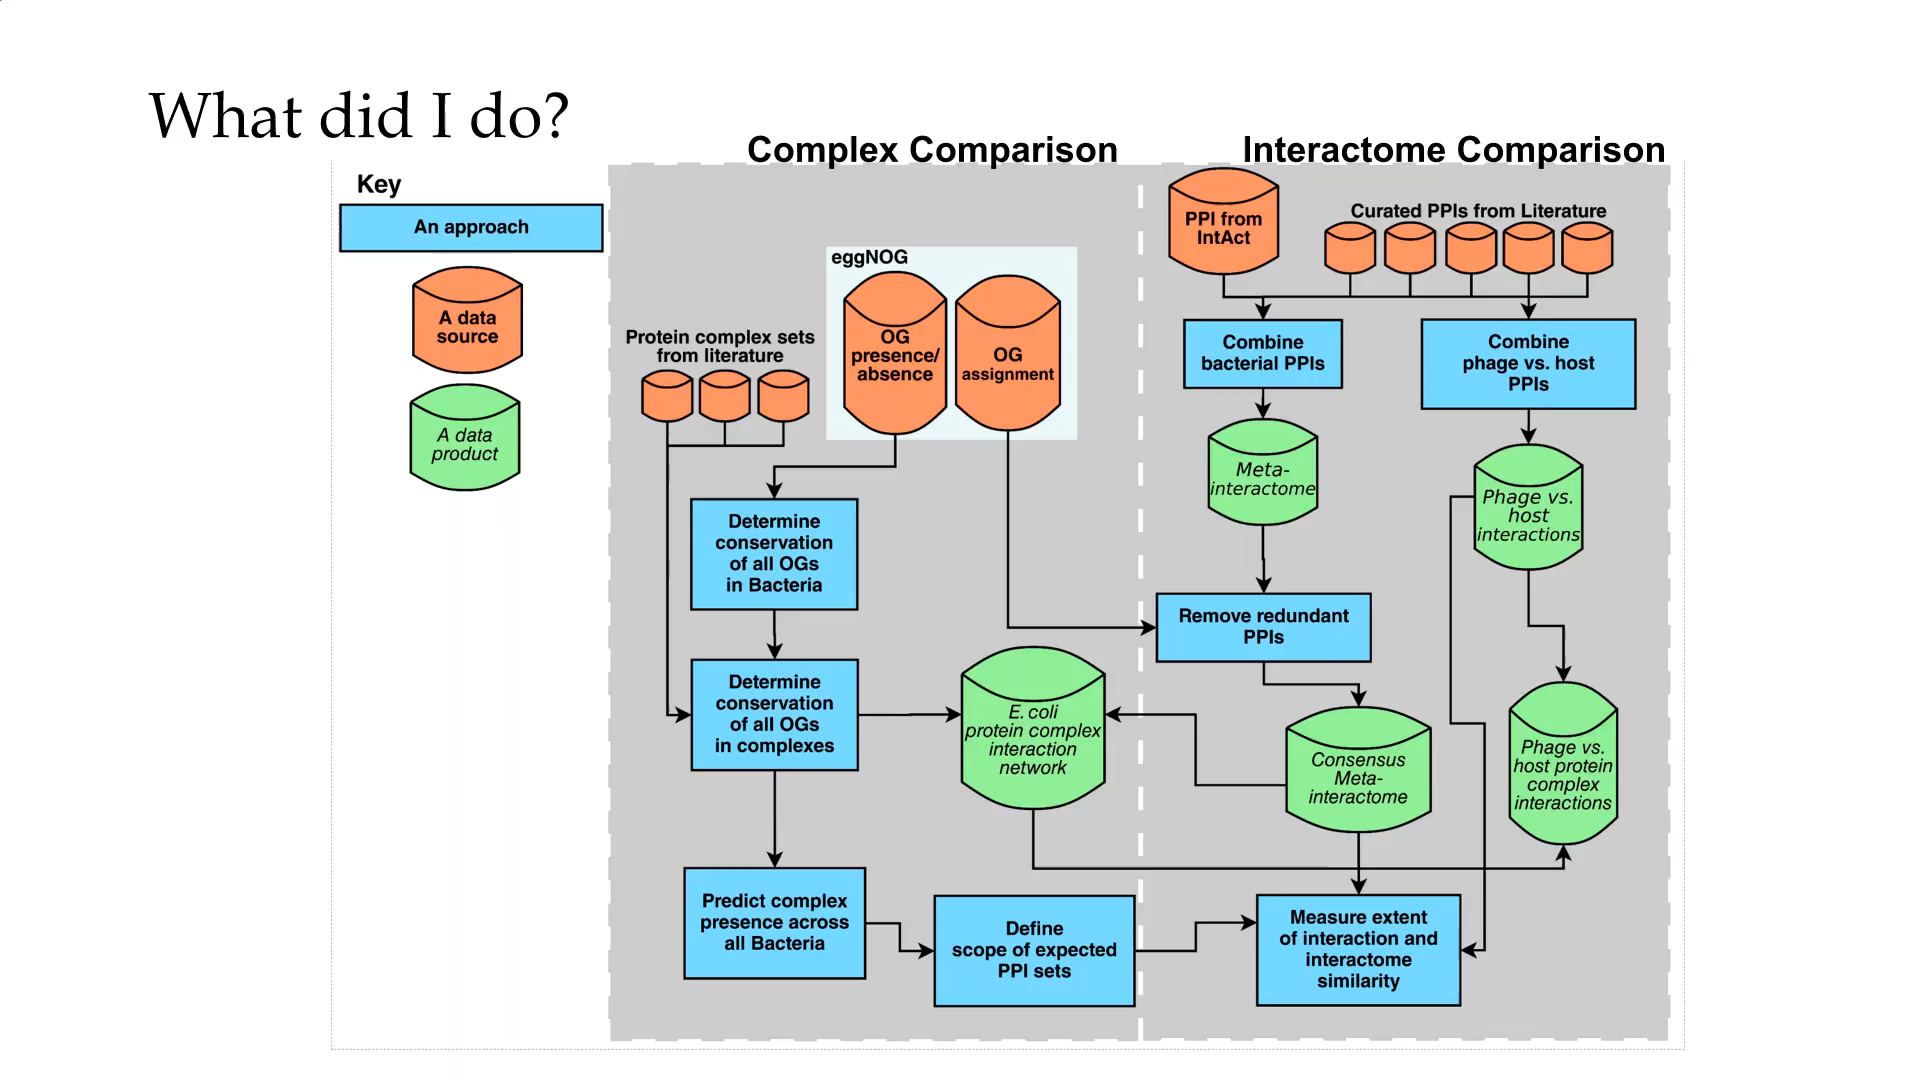 What did I do?
Complex Comparison
Interactome Comparison
Key
An approach
A data
source
A data
product
Protein complex sets
from literature
eggNOG
OG
presence/
absence
OG
assignment
Determine
conservation
of all OGs
in Bacteria
Determine
conservation
of all OGs
in complexes
E. coli
protein complex
interaction
network
Predict complex
presence across
all Bacteria
Define
scope of expected
PPI sets
PPI from
IntAct
Curated PPIs from Literature
Combine
bacterial PPIs
Combine
phage vs. host
PPIs
Meta-
interactome
Phage vs.
host
interactions
Remove redundant
PPIs
Consensus
Meta-
interactome
Phage vs.
host protein
complex
interactions
Measure extent
of interaction and
interactome
similarity